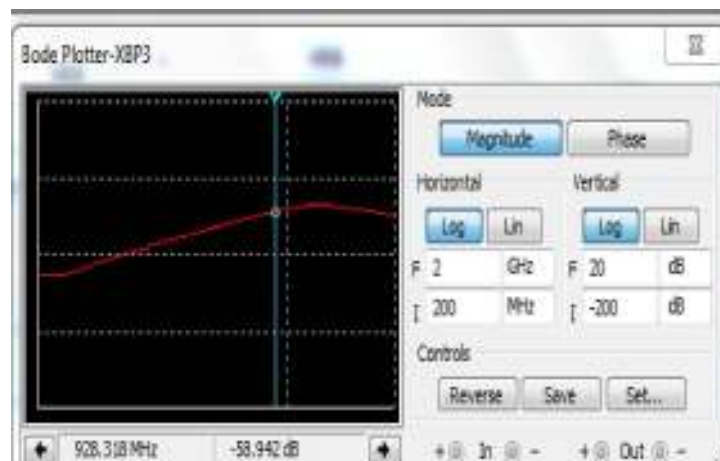 Bode Plotter-XBP3
Mode
Magnitude Phase
Horizontal Vertical
Log Lin Log Lin
F 2 GHz F 20 dB
I 200 MHz I -200 dB
Controls
Reverse Save Set...
928.318 MHz -58.942 dB
+ In - + Out -